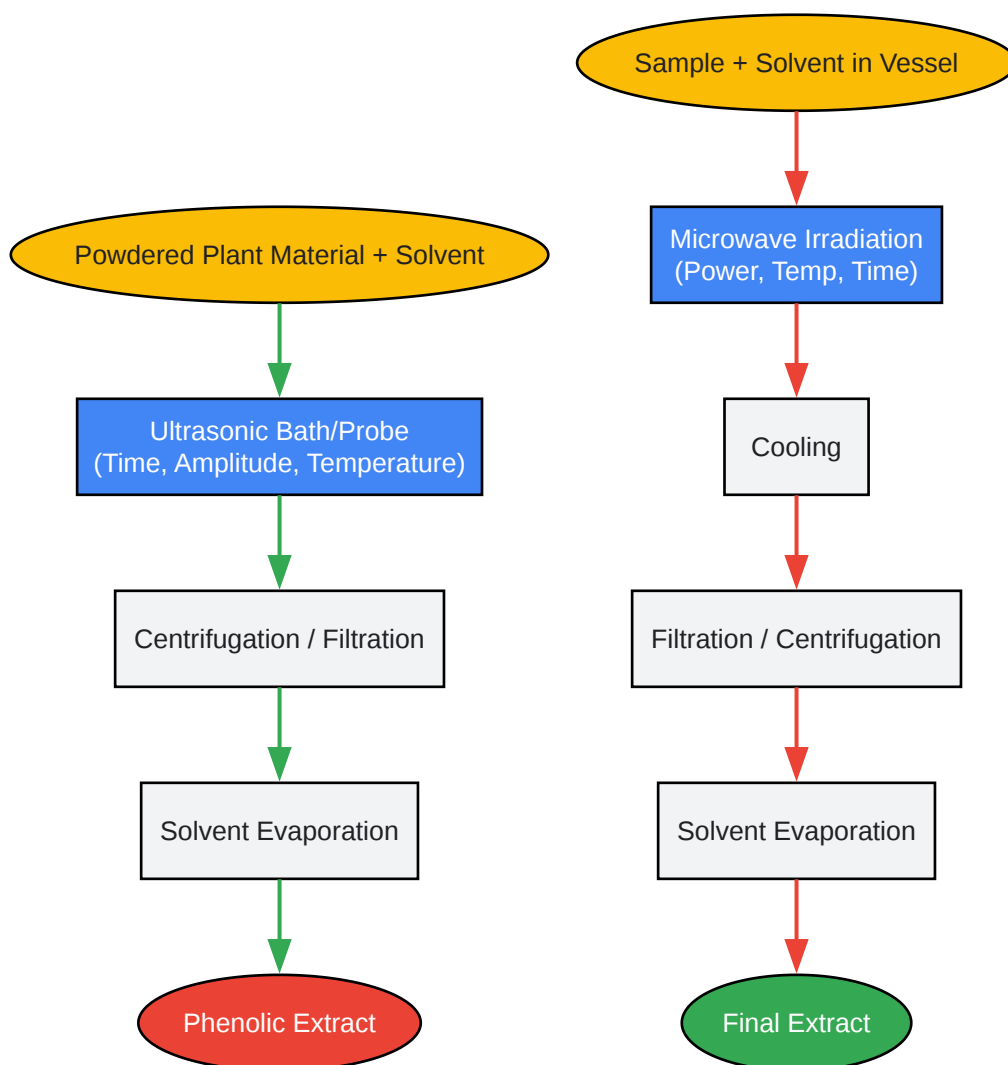 Powdered Plant Material + Solvent
Ultrasonic Bath/Probe
(Time, Amplitude, Temperature)
Centrifugation / Filtration
Solvent Evaporation
Phenolic Extract
Sample + Solvent in Vessel
Microwave Irradiation
(Power, Temp, Time)
Cooling
Filtration / Centrifugation
Solvent Evaporation
Final Extract